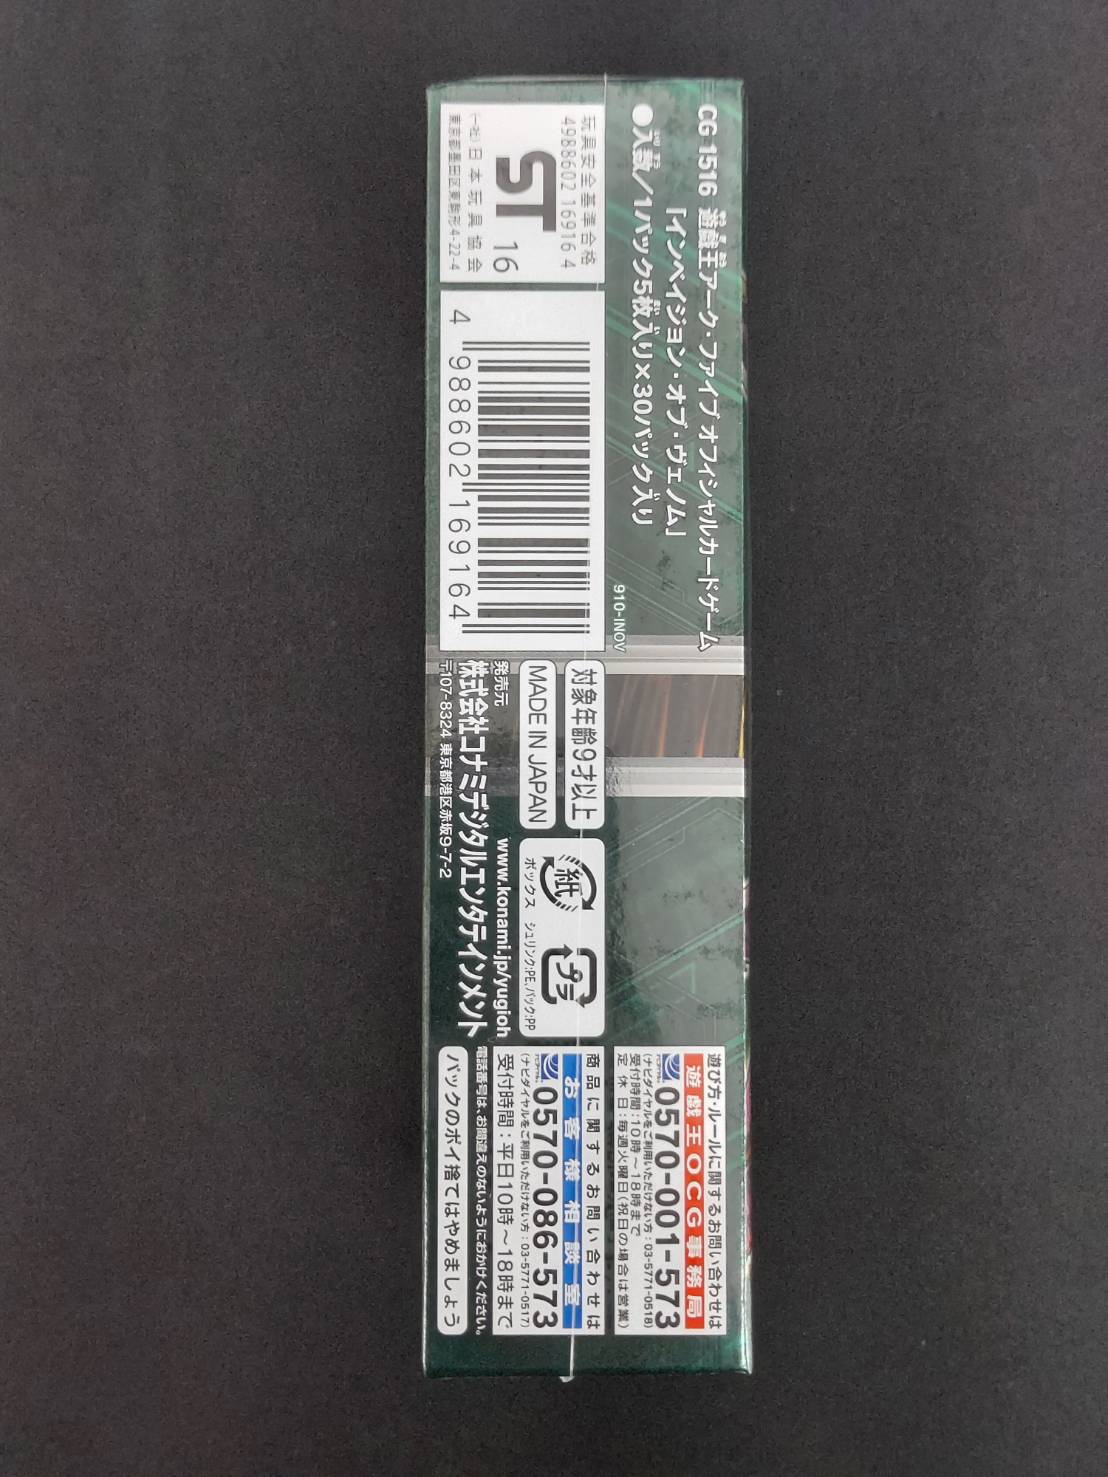 CG 1516 遊戯王アーク・ファイブ オフィシャルカードゲーム
「インベイジョン・オブ・ヴェノム」
●入数/1パック5枚入り×30パック入り
910-INOV
玩具安全基準合格
4988602 16916 4
ST 16
(一社)日本玩具協会
東京都墨田区東駒形4-22-4
4 988602 169164
対象年齢9才以上
MADE IN JAPAN
発売元
株式会社コナミデジタルエンタテインメント
〒107-8324 東京都港区赤坂9-7-2
www.konami.jp/yugioh
紙
ボックス
プラ
シュリンク:PE、パック:PP
遊び方・ルールに関するお問い合わせは
遊戯王OCG事務局
0570-001-573
(ナビダイヤルをご利用いただけない方:03-5771-0518)
受付時間:10時~18時まで
定休日:毎週火曜日(祝日の場合は営業)
商品に関するお問い合わせは
お客様相談室
0570-086-573
(ナビダイヤルをご利用いただけない方:03-5771-0517)
受付時間:平日10時~18時まで
電話番号は、お間違えのないようにおかけください。
パックのポイ捨てはやめましょう